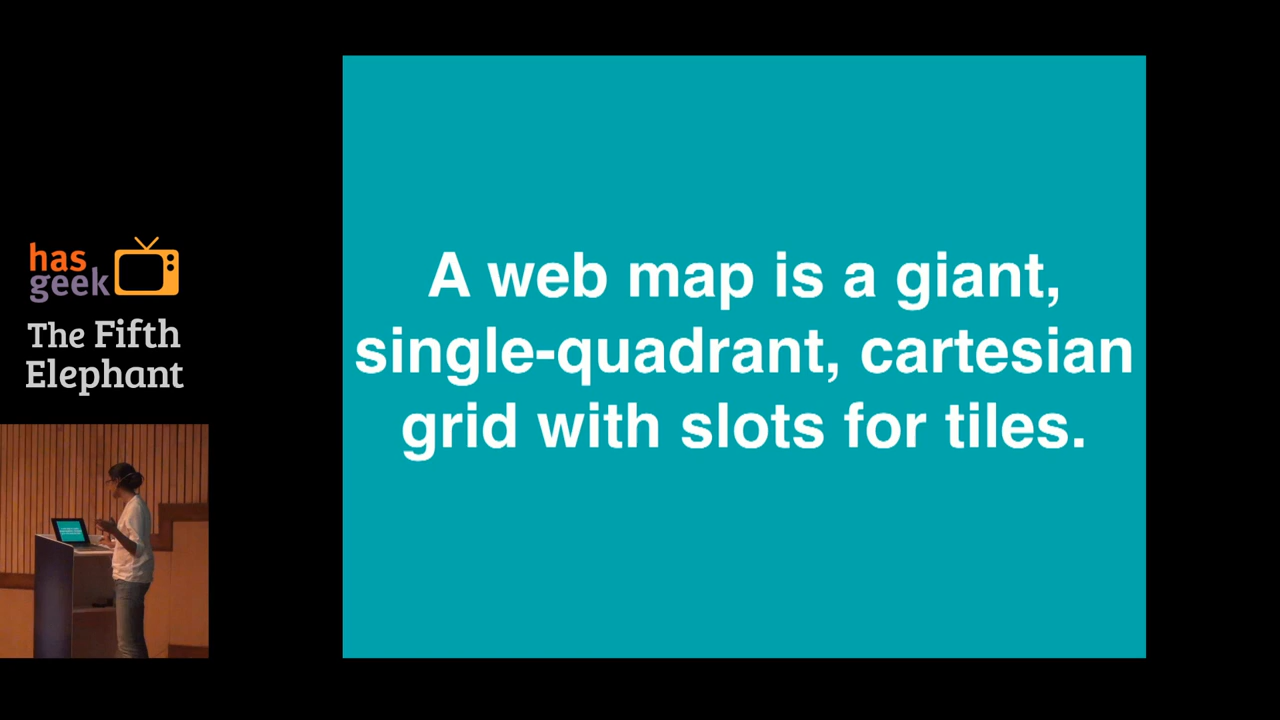 has
geek
The Fifth
Elephant
A web map is a giant,
single-quadrant, cartesian
grid with slots for tiles.